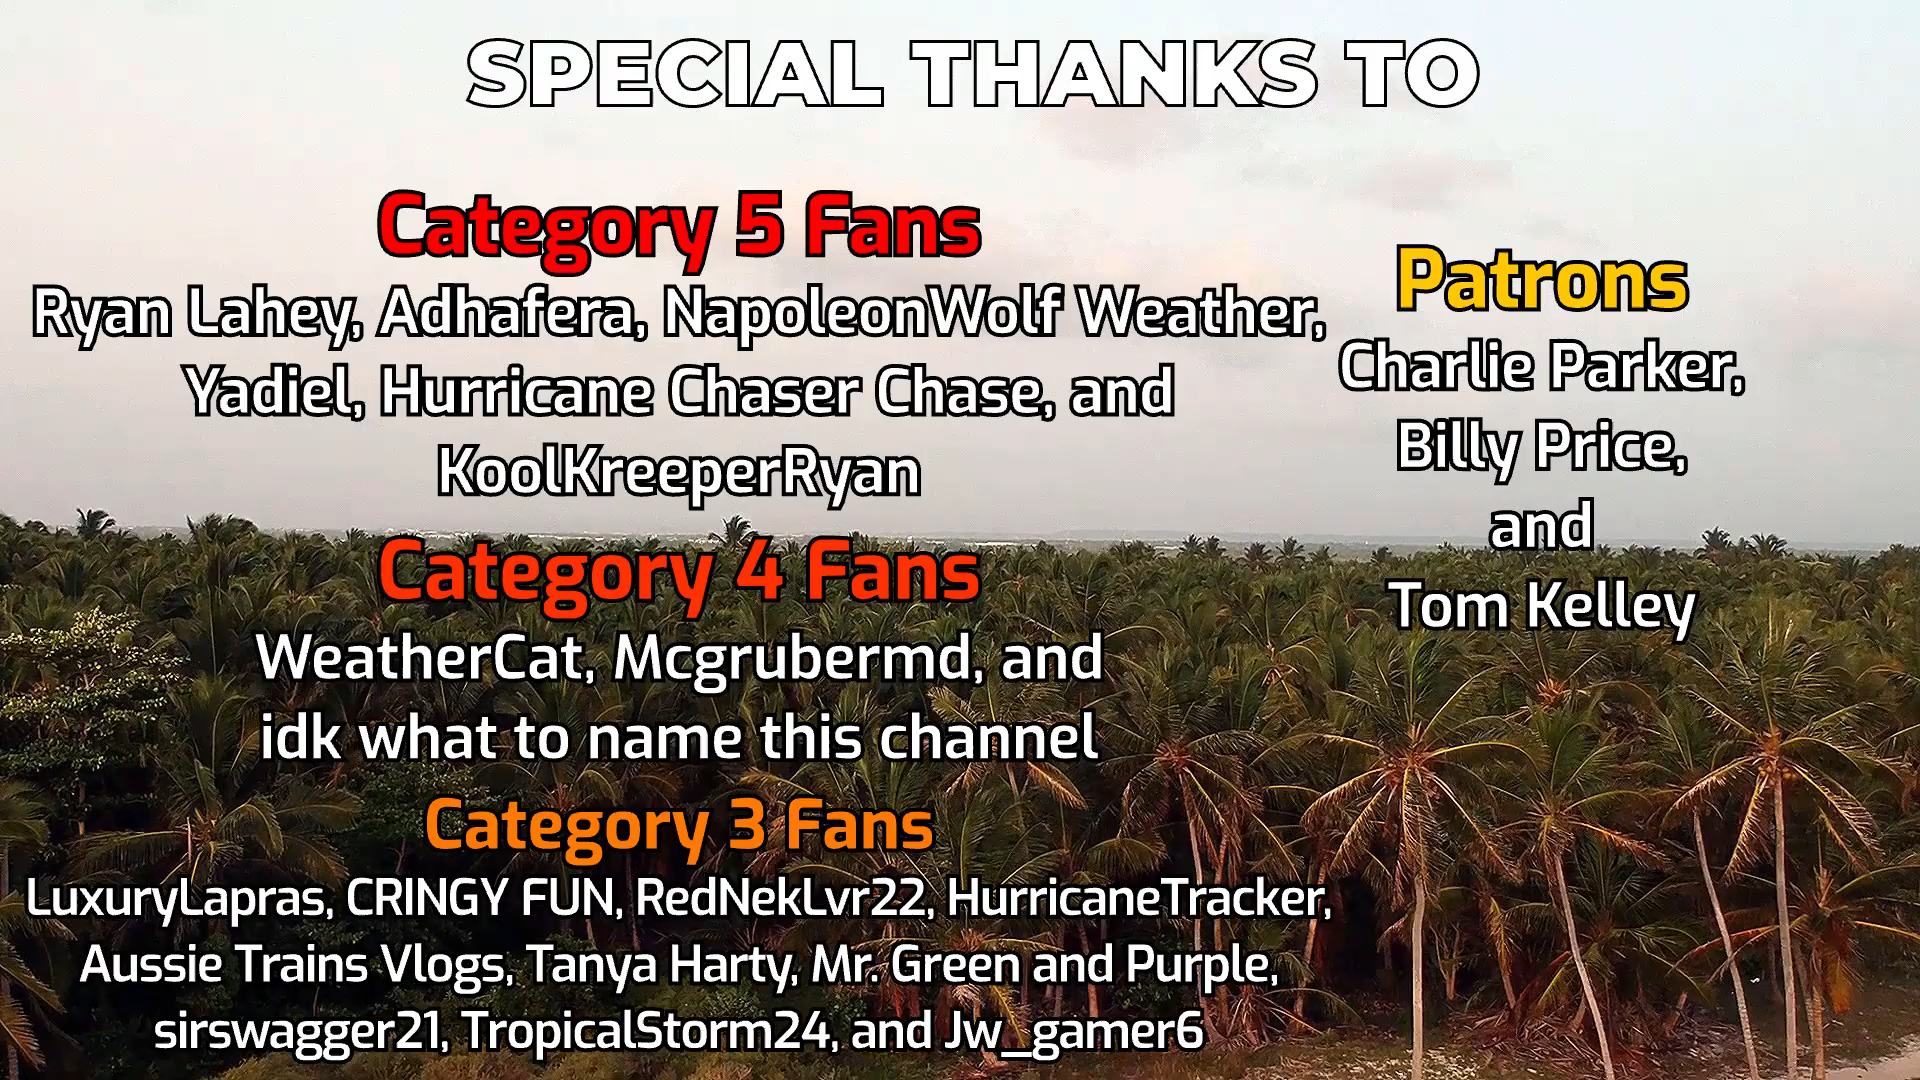 SPECIAL THANKS TO
Category 5 Fans
Ryan Lahey, Adhafera, NapoleonWolf Weather,
Yadiel, Hurricane Chaser Chase, and
KoolKreeperRyan
Category 4 Fans
WeatherCat, Mcgrubermd, and
idk what to name this channel
Category 3 Fans
LuxuryLapras, CRINGY FUN, RedNekLvr22, HurricaneTracker,
Aussie Trains Vlogs, Tanya Harty, Mr. Green and Purple,
sirswagger21, TropicalStorm24, and Jw_gamer6
Patrons
Charlie Parker,
Billy Price,
and
Tom Kelley